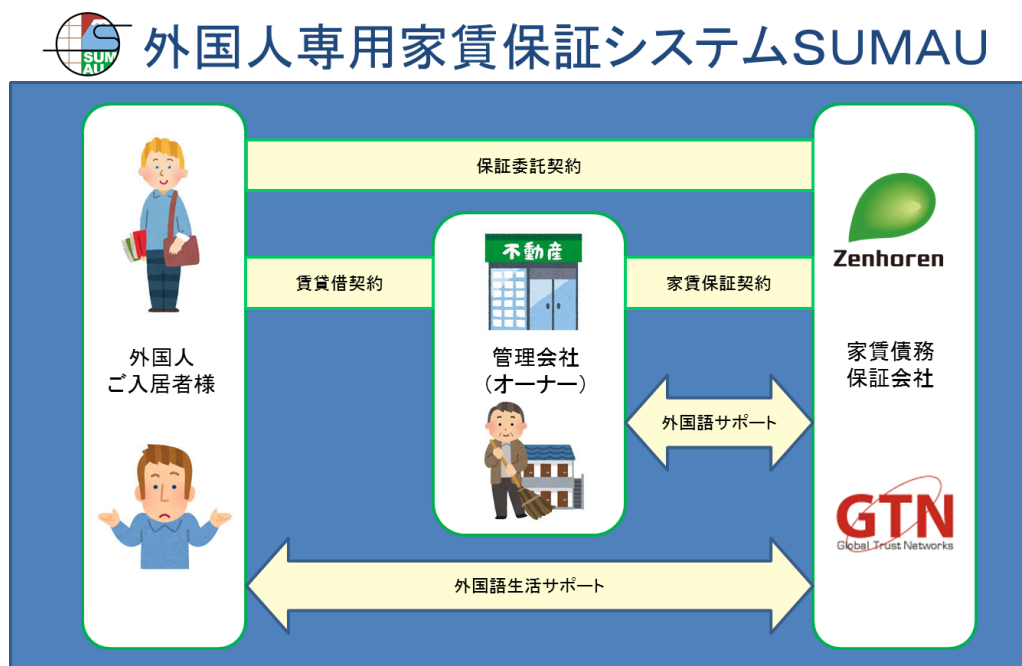 SUM
AU
外国人専用家賃保証システムSUMAU
保証委託契約
不動産
Zenhoren
賃貸借契約
家賃保証契約
外国人
ご入居者様
管理会社
(オーナー)
家賃債務
保証会社
外国語サポート
GTN
Global Trust Networks
外国語生活サポート